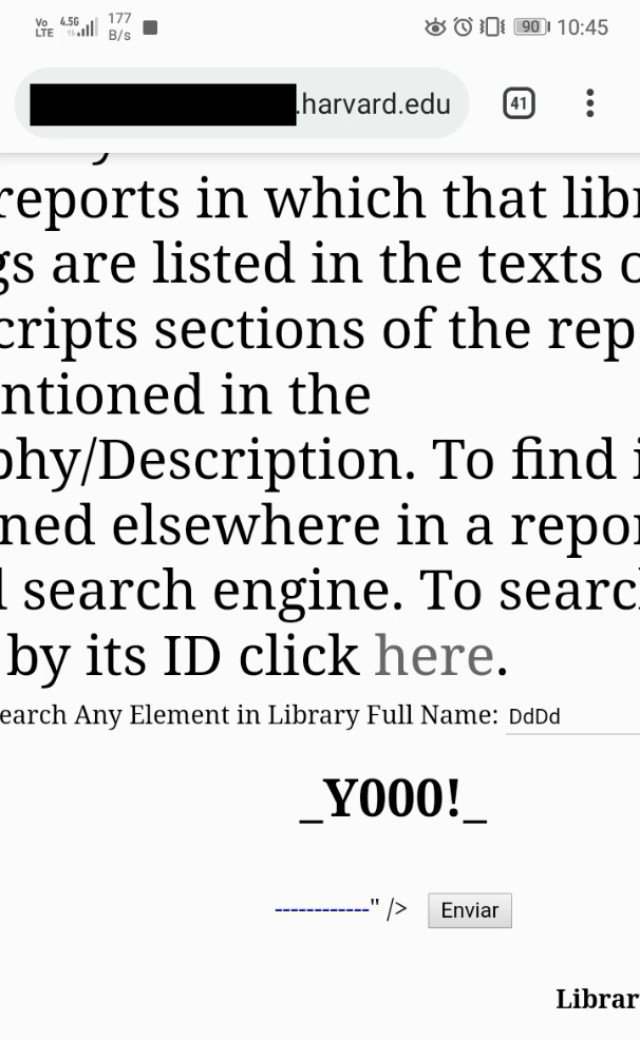 Vo LTE 4.5G 177 B/s 90 10:45
.harvard.edu 41
reports in which that libr
gs are listed in the texts o
cripts sections of the rep
ntioned in the
phy/Description. To find i
ned elsewhere in a repor
l search engine. To searc
by its ID click here.
earch Any Element in Library Full Name: DdDd
_Y000!_
------------" /> Enviar
Librar